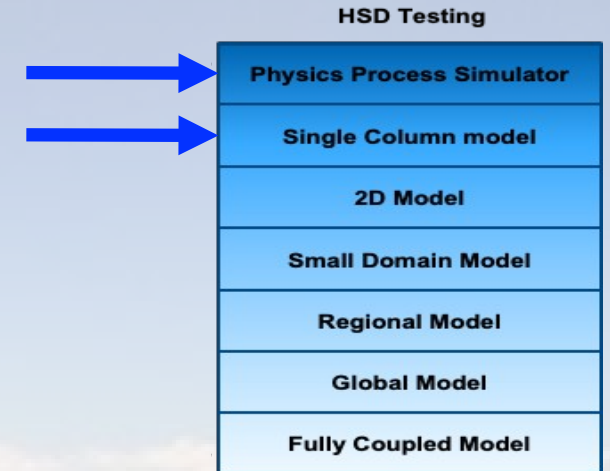 HSD Testing
Physics Process Simulator
Single Column model
2D Model
Small Domain Model
Regional Model
Global Model
Fully Coupled Model